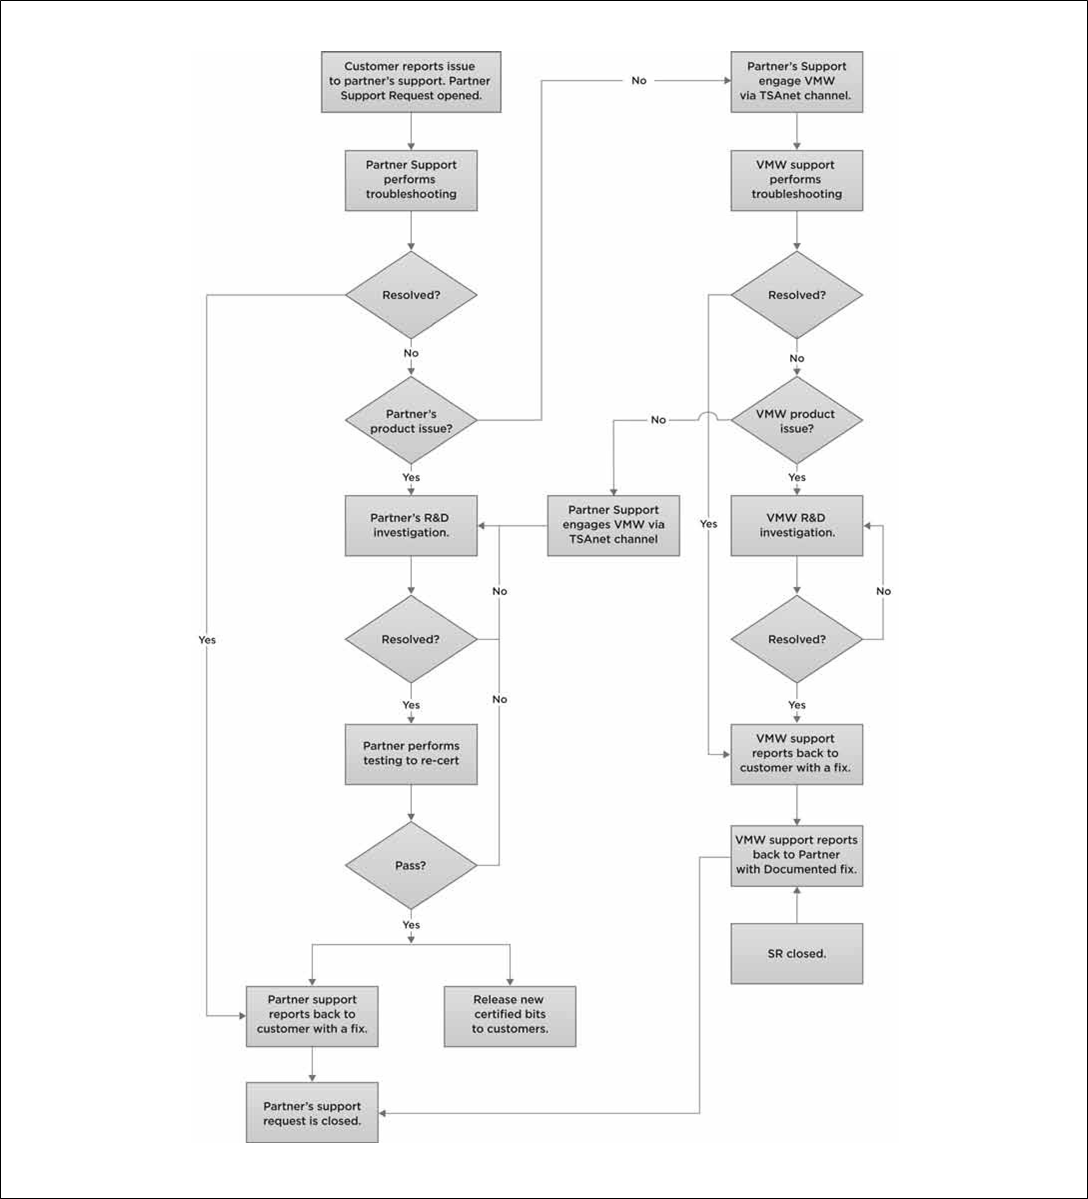 Customer reports issue
to partner's support. Partner
Support Request opened.
No
Partner's Support
engage VMW
via TSAnet channel.
Partner Support
performs
troubleshooting
VMW support
performs
troubleshooting
Resolved?
Resolved?
No
No
Partner's
product issue?
No
VMW product
issue?
Yes
Yes
Partner's R&D
investigation.
Partner Support
engages VMW via
TSAnet channel
Yes
VMW R&D
investigation.
No
No
Yes
Resolved?
Resolved?
Yes
No
Yes
Partner performs
testing to re-cert
VMW support
reports back to
customer with a fix.
Pass?
VMW support reports
back to Partner
with Documented fix.
Yes
SR closed.
Partner support
reports back to
customer with a fix.
Release new
certified bits
to customers.
Partner's support
request is closed.